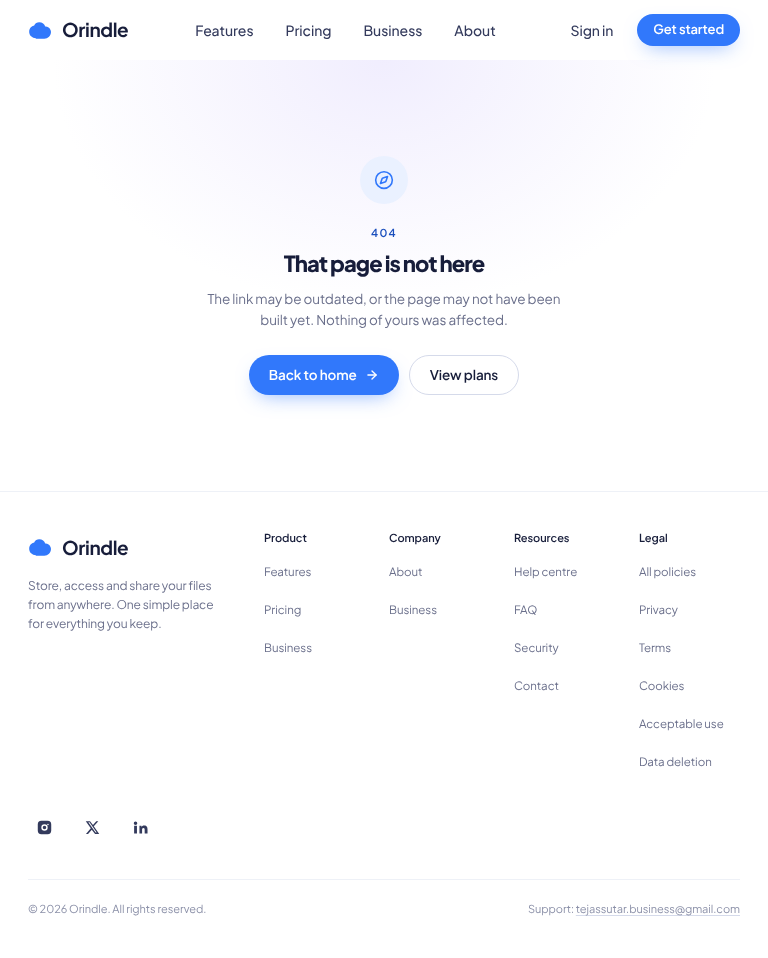 Orindle
Features
Pricing
Business
About
Sign in
Get started
404
That page is not here
The link may be outdated, or the page may not have been
built yet. Nothing of yours was affected.
Back to home
View plans
Orindle
Store, access and share your files
from anywhere. One simple place
for everything you keep.
Product
Features
Pricing
Business
Company
About
Business
Resources
Help centre
FAQ
Security
Contact
Legal
All policies
Privacy
Terms
Cookies
Acceptable use
Data deletion
© 2026 Orindle. All rights reserved.
Support: tejassutar.business@gmail.com